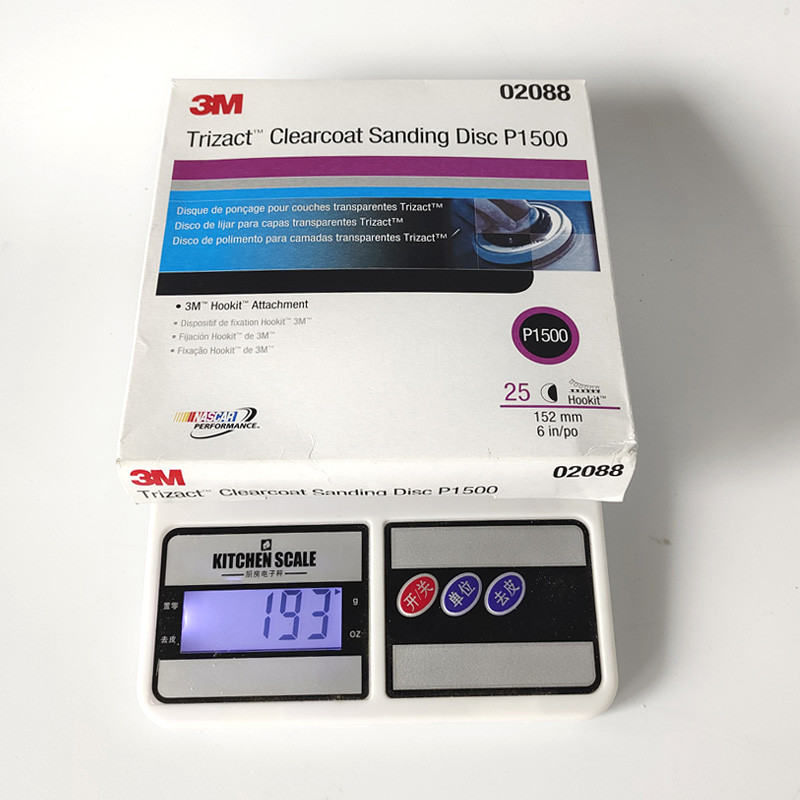 3M
02088
Trizact™ Clearcoat Sanding Disc P1500
Disque de ponçage pour couches transparentes Trizact™
Disco de lijar para capas transparentes Trizact™
Disco de polimento para camadas transparentes Trizact™
• 3M™ Hookit™ Attachment
• Dispositif de fixation Hookit™ 3M™
• Fijación Hookit™ de 3M™
• Fixação Hookit™ de 3M™
P1500
25
Hookit™
152 mm
6 in/po
NASCAR
PERFORMANCE
3M
02088
Trizact™ Clearcoat Sanding Disc P1500
KITCHEN SCALE
厨房电子秤
置零
193
g
去皮
OZ
开/关
单位
去皮